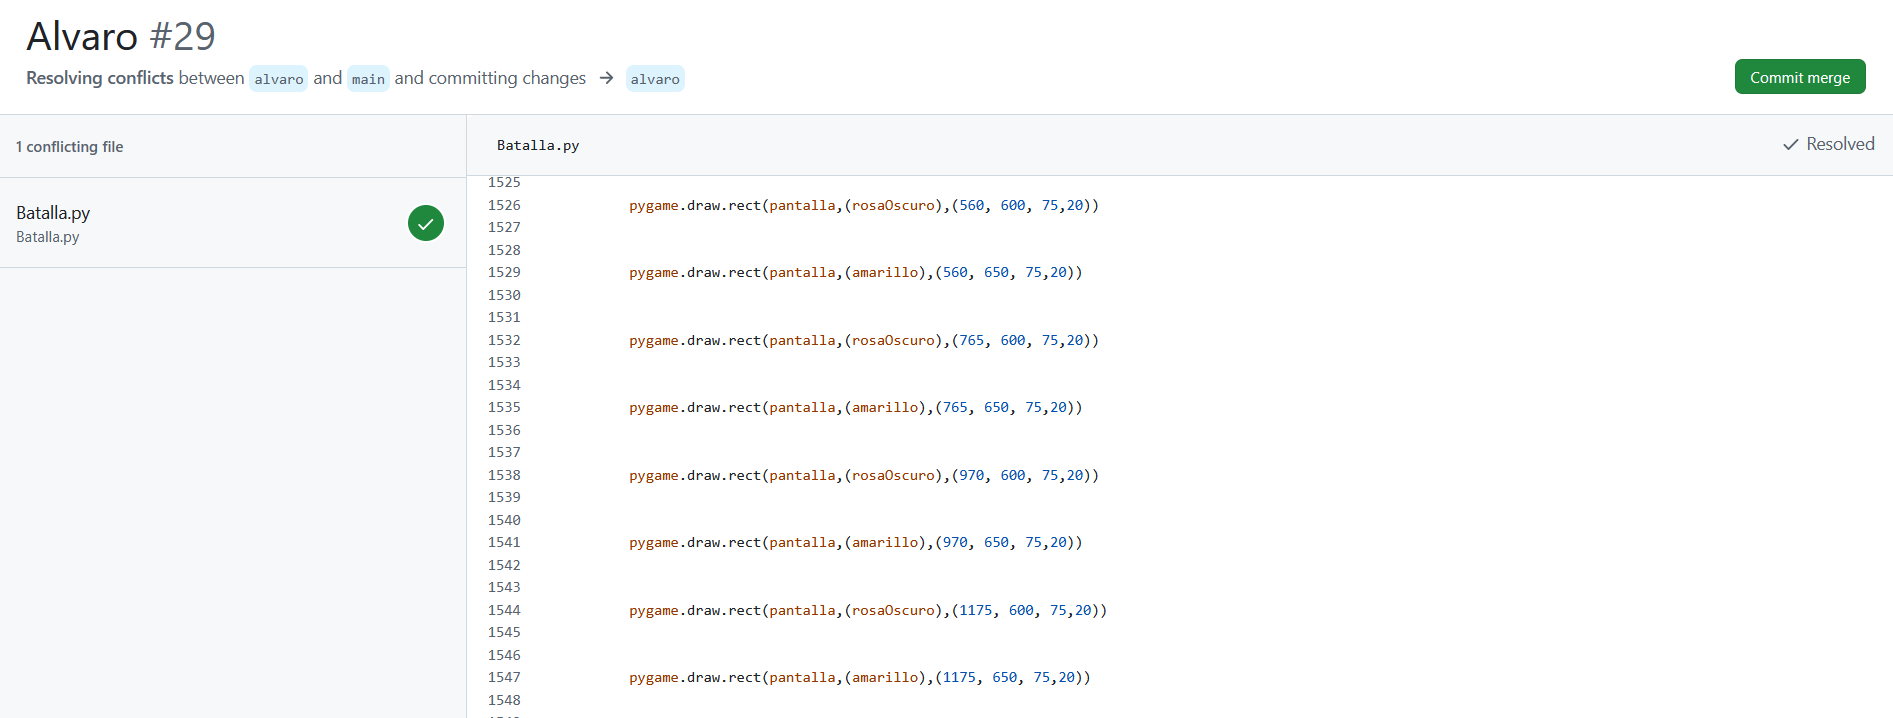 Alvaro #29
Resolving conflicts between alvaro and main and committing changes → alvaro
Commit merge
1 conflicting file
Batalla.py
Batalla.py
Batalla.py
Resolved
1525
1526 pygame.draw.rect(pantalla,(rosaOscuro),(560, 600, 75,20))
1527
1528
1529 pygame.draw.rect(pantalla,(amarillo),(560, 650, 75,20))
1530
1531
1532 pygame.draw.rect(pantalla,(rosaOscuro),(765, 600, 75,20))
1533
1534
1535 pygame.draw.rect(pantalla,(amarillo),(765, 650, 75,20))
1536
1537
1538 pygame.draw.rect(pantalla,(rosaOscuro),(970, 600, 75,20))
1539
1540
1541 pygame.draw.rect(pantalla,(amarillo),(970, 650, 75,20))
1542
1543
1544 pygame.draw.rect(pantalla,(rosaOscuro),(1175, 600, 75,20))
1545
1546
1547 pygame.draw.rect(pantalla,(amarillo),(1175, 650, 75,20))
1548